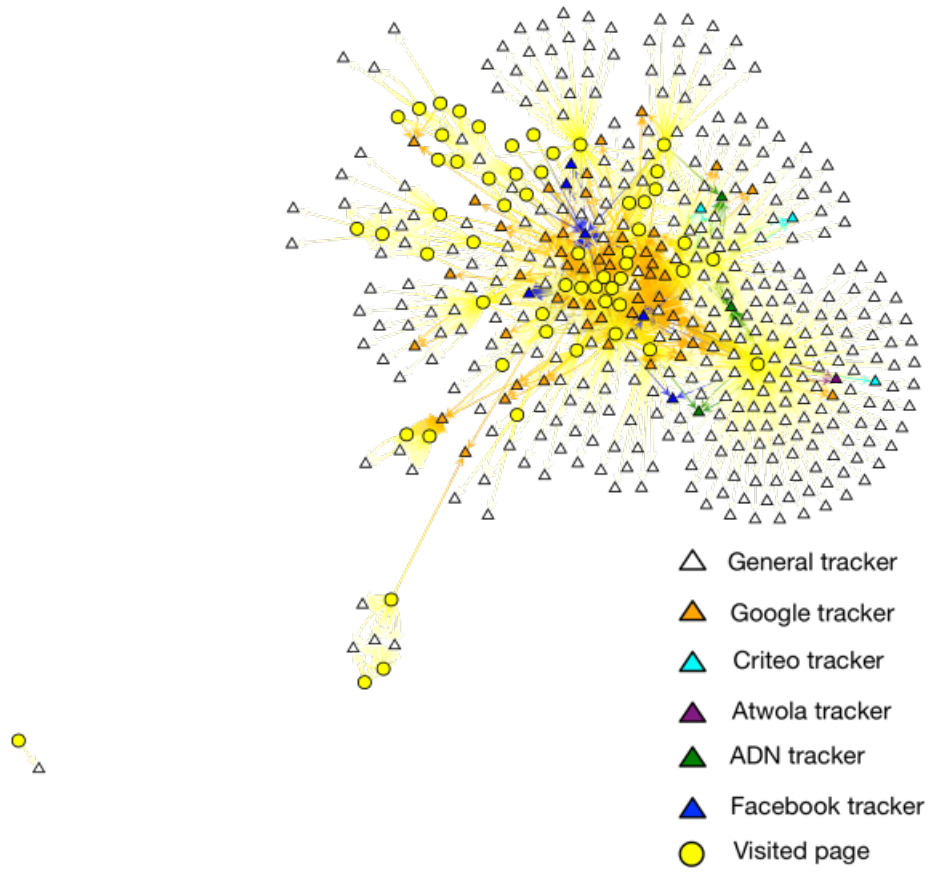 General tracker
Google tracker
Criteo tracker
Atwola tracker
ADN tracker
Facebook tracker
Visited page